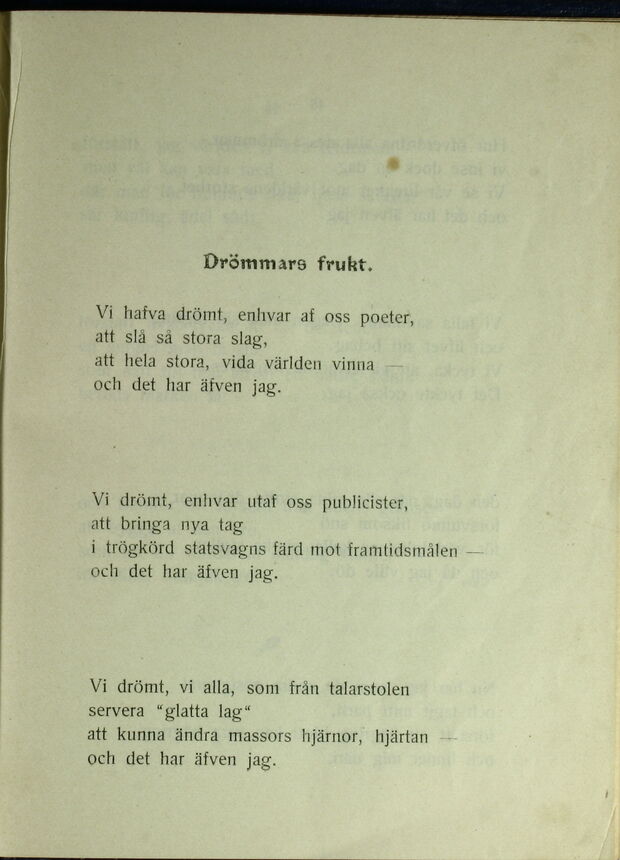 Drömmars frukt.
Vi hafva drömt, enhvar af oss poeter,
att slå så stora slag,
att hela stora, vida världen vinna —
och det har äfven jag.
Vi drömt, enhvar utaf oss publicister,
att bringa nya tag
i trögkörd statsvagns färd mot framtidsmålen —
och det har äfven jag.
Vi drömt, vi alla, som från talarstolen
servera “glatta lag“
att kunna ändra massors hjärnor, hjärtan —
och det har äfven jag.